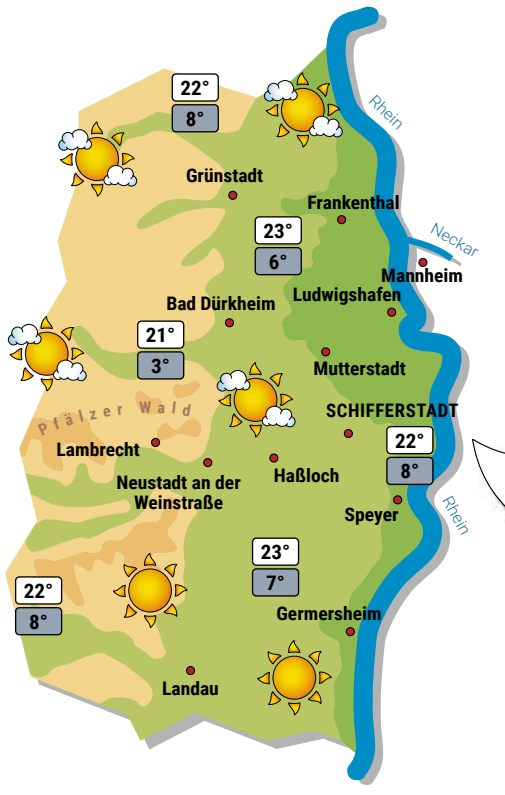 22°
8°
Rhein
Grünstadt
Frankenthal
23°
6°
Neckar
Mannheim
Ludwigshafen
Bad Dürkheim
21°
3°
Mutterstadt
Pfälzer Wald
SCHIFFERSTADT
22°
8°
Lambrecht
Haßloch
Neustadt an der
Weinstraße
Speyer
Rhein
23°
7°
22°
8°
Germersheim
Landau